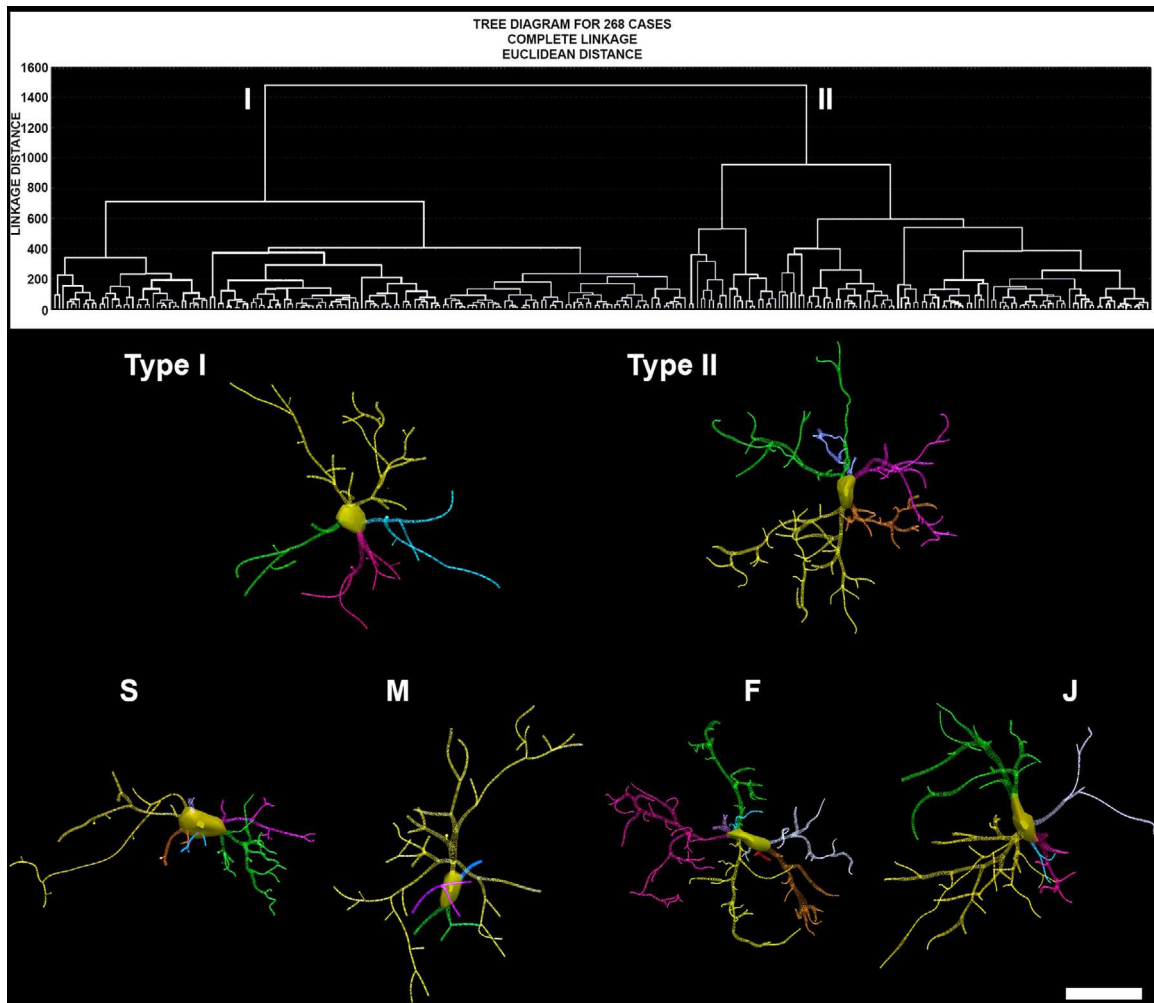 TREE DIAGRAM FOR 268 CASES
COMPLETE LINKAGE
EUCLIDEAN DISTANCE
LINKAGE DISTANCE
1600
1400
1200
1000
800
600
400
200
0
I
II
Type I
Type II
S
M
F
J